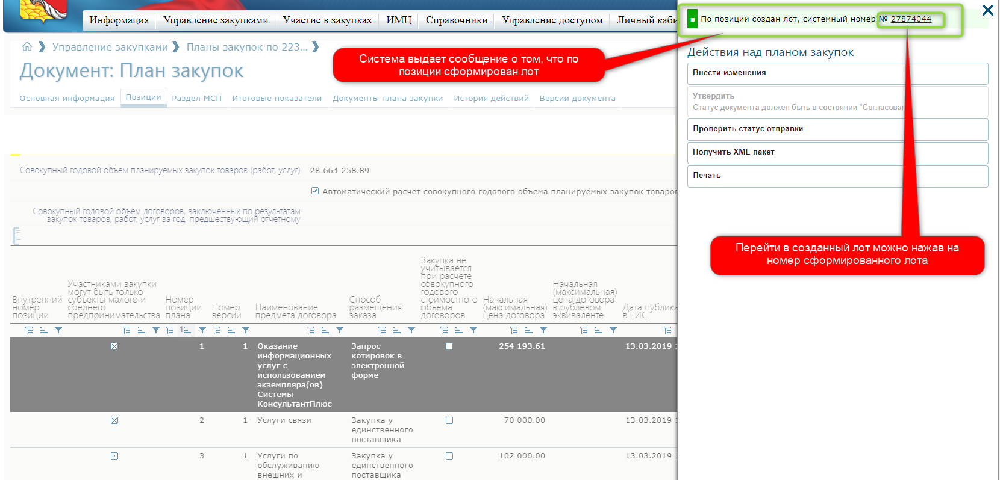 Информация
Управление закупками
Участие в закупках
ИМЦ
Справочники
Управление доступом
Личный каби
Управление закупками
Планы закупок по 223...
Документ: План закупок
Основная информация
Позиции
Раздел МСП
Итоговые показатели
Документы плана закупки
История действий
Версии документа
Система выдает сообщение о том, что по
позиции сформирован лот
По позиции создан лот, системный номер № 27874044
Действия над планом закупок
Внести изменения
Утвердить
Статус документа должен быть в состоянии "Согласован
Проверить статус отправки
Получить XML-пакет
Печать
Перейти в созданный лот можно нажав на
номер сформированного лота
Совокупный годовой объем планируемых закупок товаров (работ, услуг)
28 664 258.89
Автоматический расчет совокупного годового объема планируемых закупок товаров
Совокупный годовой объем договоров, заключенных по результатам
закупок товаров, работ, услуг за год, предшествующий отчетному
Внутренний
номер
позиции
Участниками закупки
могут быть только
субъекты малого и
среднего
предпринимательства
Номер
позиции
плана
Номер
версии
Наименование
предмета договора
Способ
размещения
заказа
Закупка не
учитывается
при расчете
совокупного
годового
стоимостного
объема
договоров
Начальная
(максимальная)
цена договора
Начальная
(максимальная)
цена договора
в рублевом
эквиваленте
Дата публика
в ЕИС
1
1
1
Оказание
информационных
услуг с
использованием
экземпляра(ов)
Системы
КонсультантПлюс
Запрос
котировок в
электронной
форме
254 193.61
13.03.2019 1
2
1
Услуги связи
Закупка у
единственного
поставщика
70 000.00
13.03.2019 1
3
1
Услуги по
обслуживанию
внешних и
Закупка у
единственного
поставщика
102 000.00
13.03.2019 1